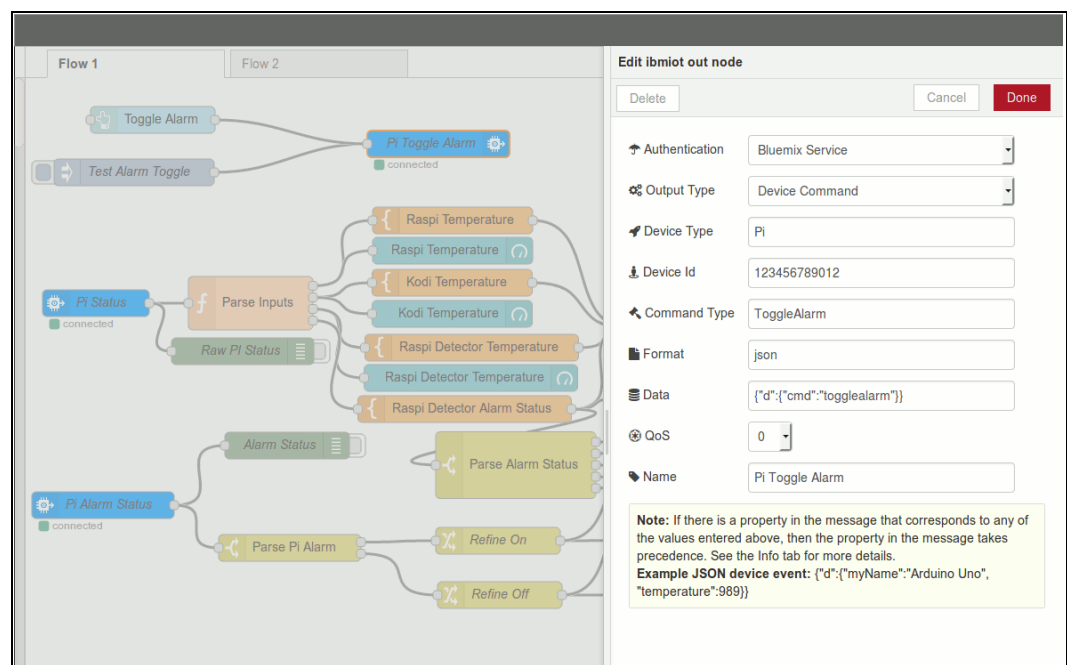 Flow 1
Flow 2
Toggle Alarm
Pi Toggle Alarm
connected
Test Alarm Toggle
Raspi Temperature
Raspi Temperature
Kodi Temperature
Pi Status
connected
Parse Inputs
Kodi Temperature
Raw PI Status
Raspi Detector Temperature
Raspi Detector Temperature
Raspi Detector Alarm Status
Alarm Status
Parse Alarm Status
Pi Alarm Status
connected
Parse Pi Alarm
Refine On
Refine Off
Edit ibmiot out node
Delete
Cancel
Done
Authentication
Bluemix Service
Output Type
Device Command
Device Type
Pi
Device Id
123456789012
Command Type
ToggleAlarm
Format
json
Data
{"d":{"cmd":"togglealarm"}}
QoS
0
Name
Pi Toggle Alarm
Note: If there is a property in the message that corresponds to any of
the values entered above, then the property in the message takes
precedence. See the Info tab for more details.
Example JSON device event: {"d":{"myName":"Arduino Uno",
"temperature":989}}